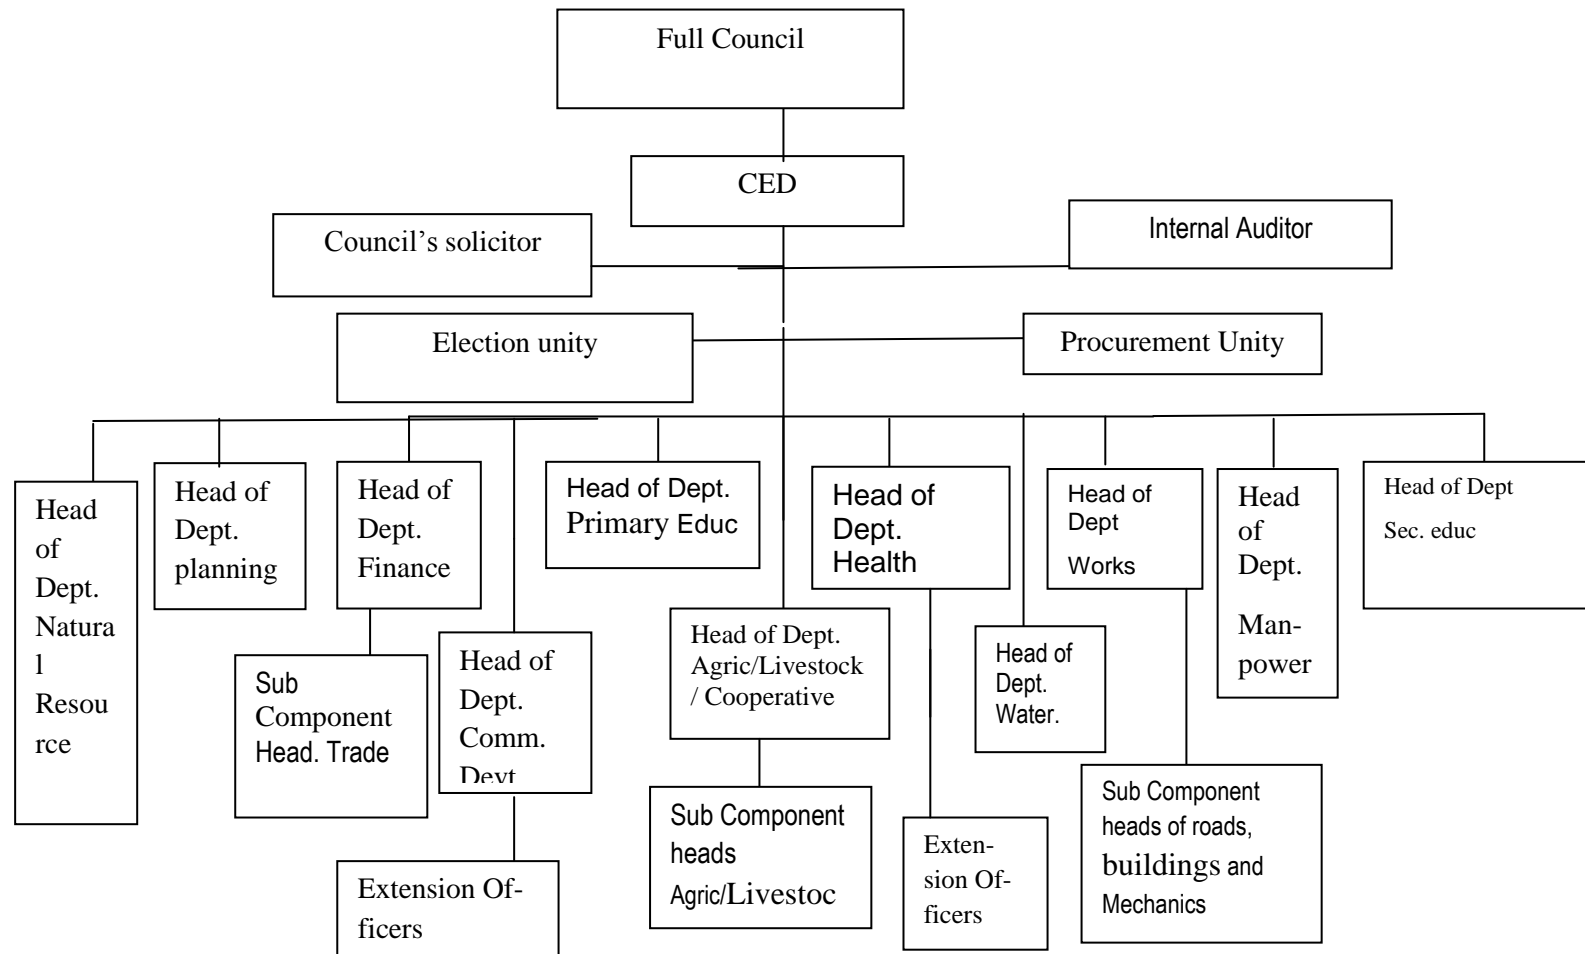 Full Council
CED
Council’s solicitor
Internal Auditor
Election unity
Procurement Unity
Head
of
Dept.
Natura
l
Resou
rce
Head of
Dept.
planning
Head of
Dept.
Finance
Head of Dept.
Primary Educ
Head of
Dept.
Health
Head of
Dept
Works
Head
of
Dept.
Man-
power
Head of Dept
Sec. educ
Sub
Component
Head. Trade
Head of
Dept.
Comm.
Devt
Head of Dept.
Agric/Livestock
/ Cooperative
Head of
Dept.
Water.
Extension Of-
ficers
Sub Component
heads
Agric/Livestoc
Exten-
sion Of-
ficers
Sub Component
heads of roads,
buildings and
Mechanics